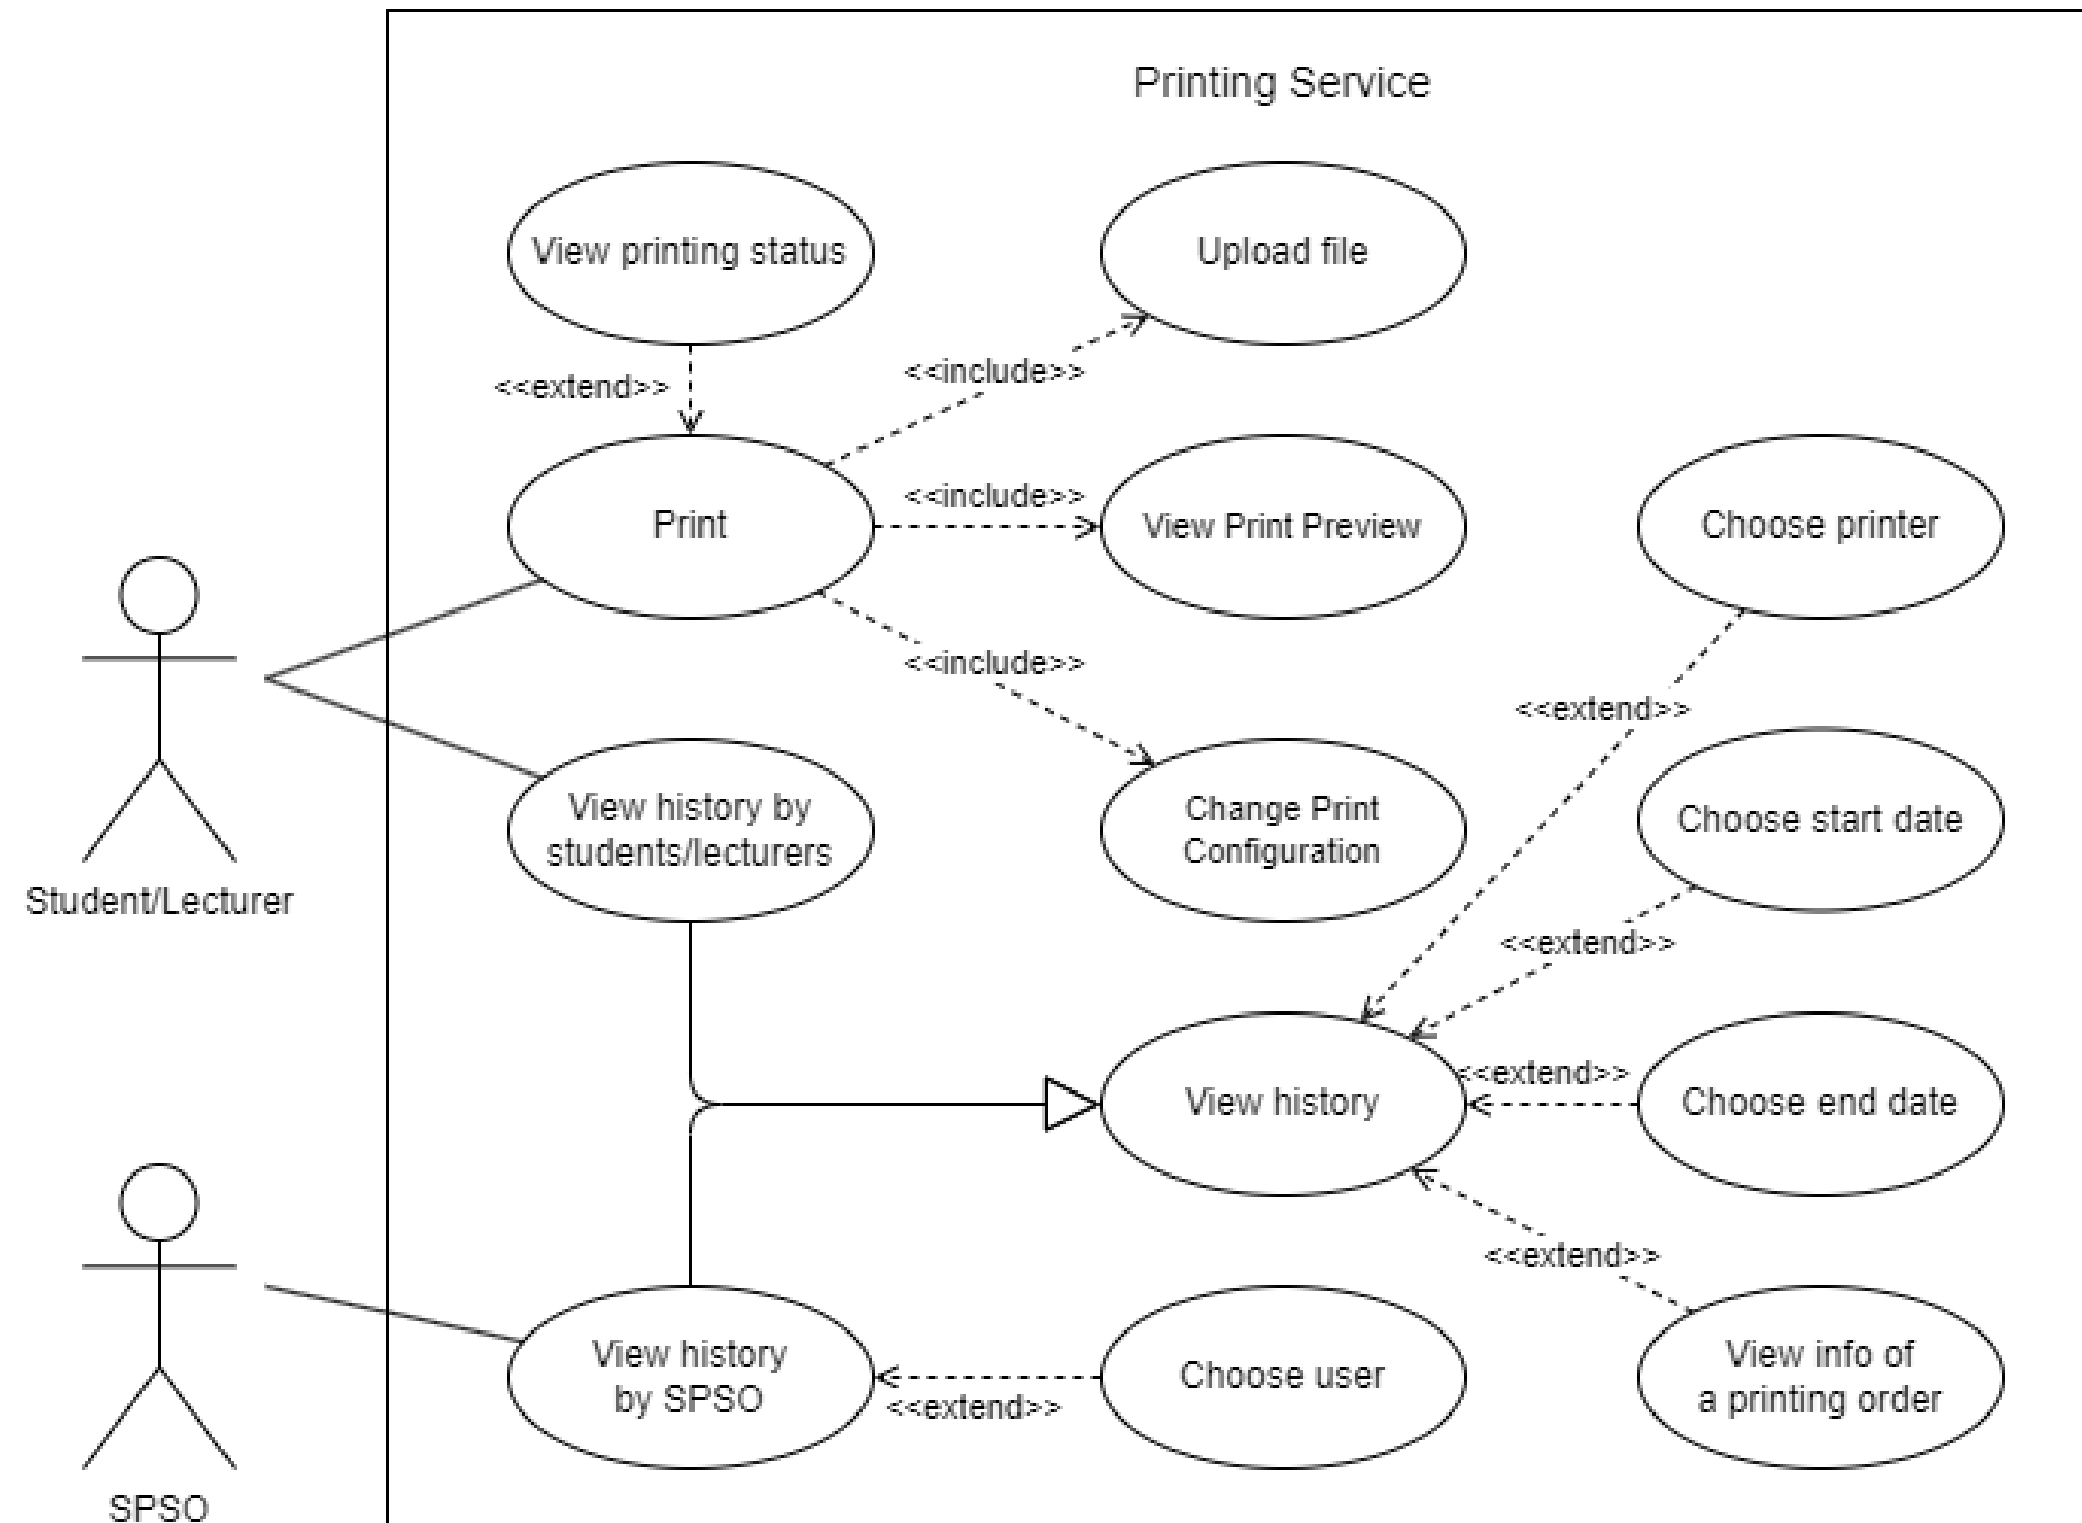 Printing Service
View printing status
Upload file
<<extend>>
<<include>>
Print
<<include>>
View Print Preview
Choose printer
<<include>>
<<extend>>
View history by
students/lecturers
Change Print
Configuration
Choose start date
Student/Lecturer
<<extend>>
View history
<<extend>>
Choose end date
<<extend>>
View history
by SPSO
<<extend>>
Choose user
View info of
a printing order
SPSO